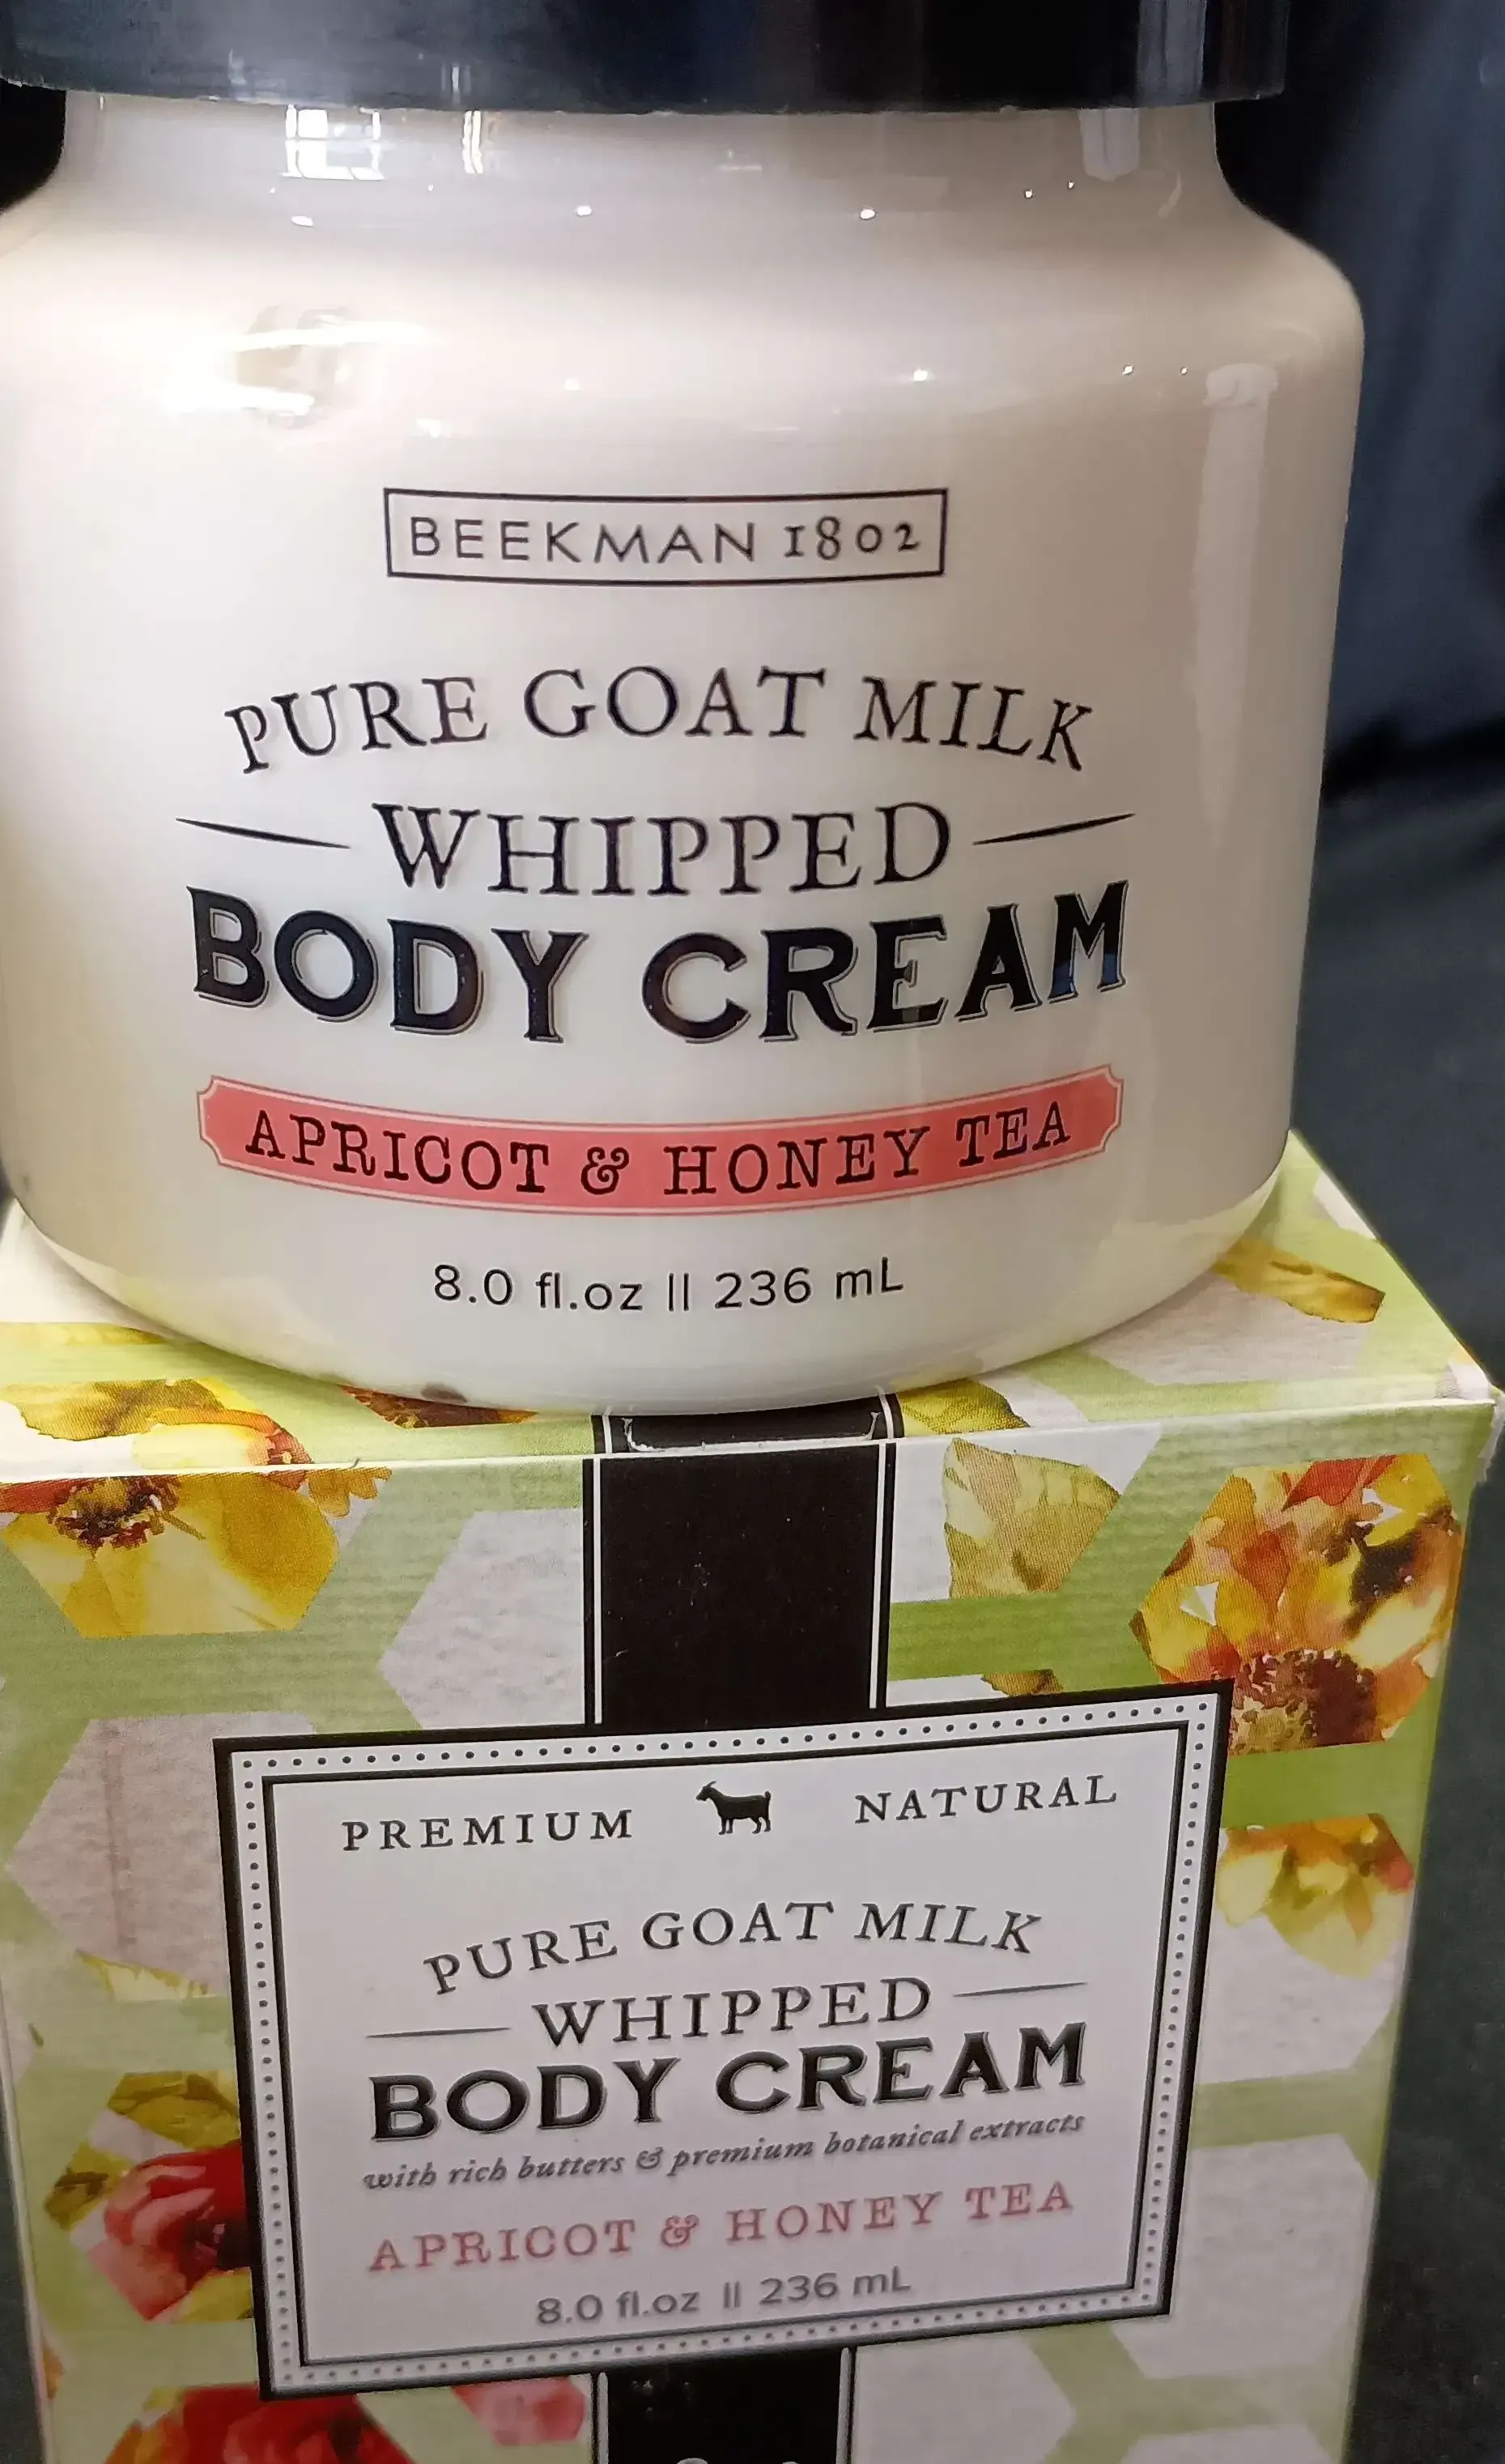 BEEKMAN 1802
PURE GOAT MILK
WHIPPED
BODY CREAM
APRICOT & HONEY TEA
8.0 fl.oz || 236 mL
PREMIUM NATURAL
PURE GOAT MILK
WHIPPED
BODY CREAM
with rich butters & premium botanical extracts
APRICOT & HONEY TEA
8.0 fl.oz || 236 mL